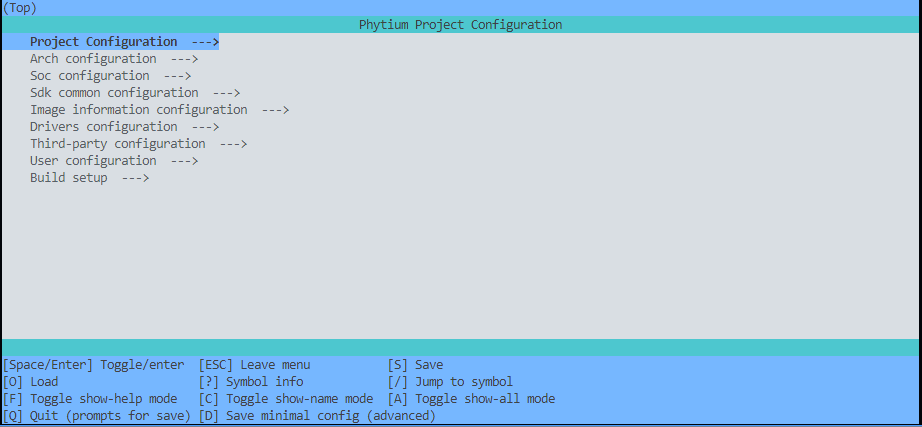 (Top)
Phytium Project Configuration
Project Configuration  --->
Arch configuration  --->
Soc configuration  --->
Sdk common configuration  --->
Image information configuration  --->
Drivers configuration  --->
Third-party configuration  --->
User configuration  --->
Build setup  --->
[Space/Enter] Toggle/enter  [ESC] Leave menu           [S] Save
[O] Load                    [?] Symbol info            [/] Jump to symbol
[F] Toggle show-help mode   [C] Toggle show-name mode  [A] Toggle show-all mode
[Q] Quit (prompts for save) [D] Save minimal config (advanced)